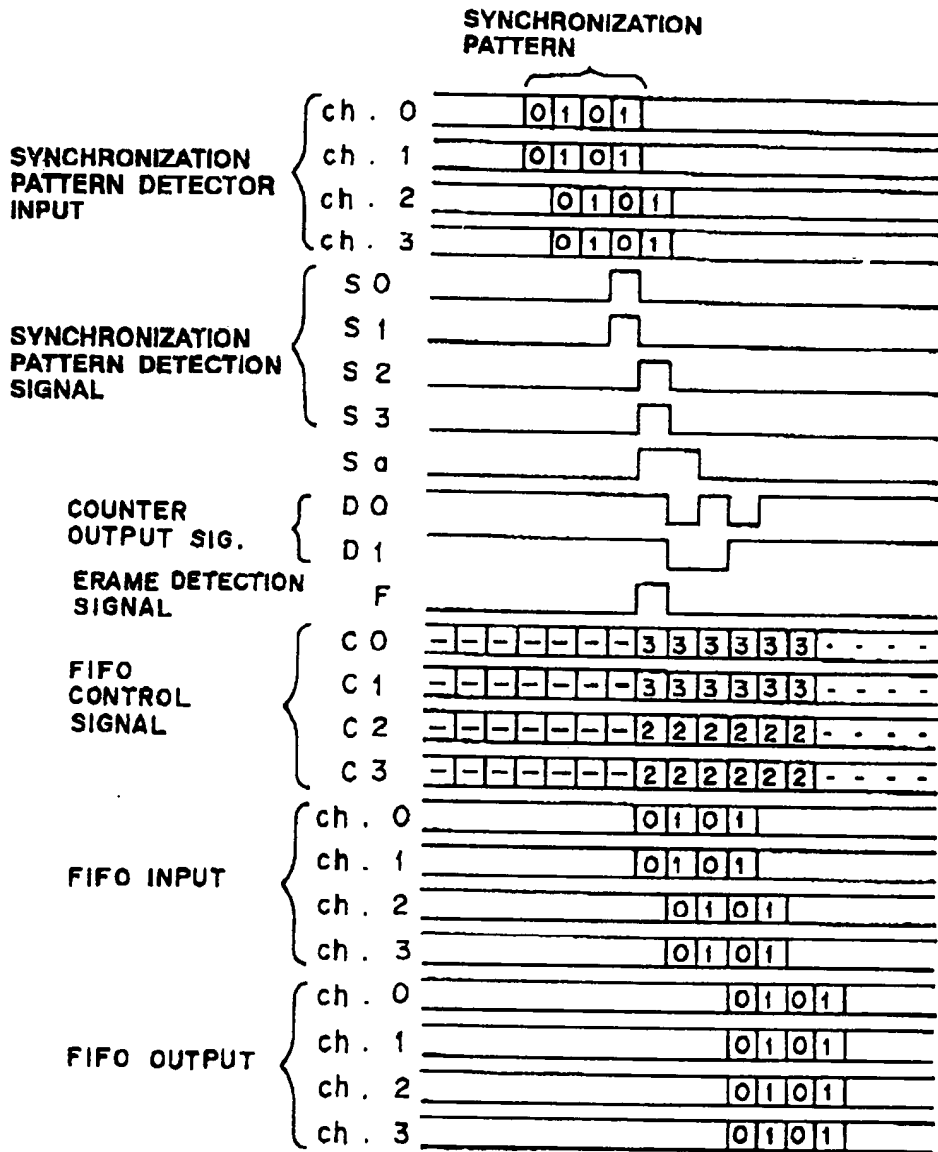 SYNCHRONIZATION
PATTERN
ch. 0 0 1 0 1
ch. 1 0 1 0 1
SYNCHRONIZATION
PATTERN DETECTOR
INPUT
ch. 2 0 1 0 1
ch. 3 0 1 0 1
S 0
S 1
SYNCHRONIZATION
PATTERN DETECTION
SIGNAL
S 2
S 3
S a
COUNTER
OUTPUT SIG.
D 0
D 1
ERAME DETECTION
SIGNAL
F
C 0 - - - - - - - 3 3 3 3 3 3 - - - -
FIFO
CONTROL
SIGNAL
C 1 - - - - - - - 3 3 3 3 3 3 - - - -
C 2 - - - - - - - 2 2 2 2 2 2 - - - -
C 3 - - - - - - - 2 2 2 2 2 2 - - - -
ch. 0 0 1 0 1
ch. 1 0 1 0 1
FIFO INPUT
ch. 2 0 1 0 1
ch. 3 0 1 0 1
ch. 0 0 1 0 1
ch. 1 0 1 0 1
FIFO OUTPUT
ch. 2 0 1 0 1
ch. 3 0 1 0 1